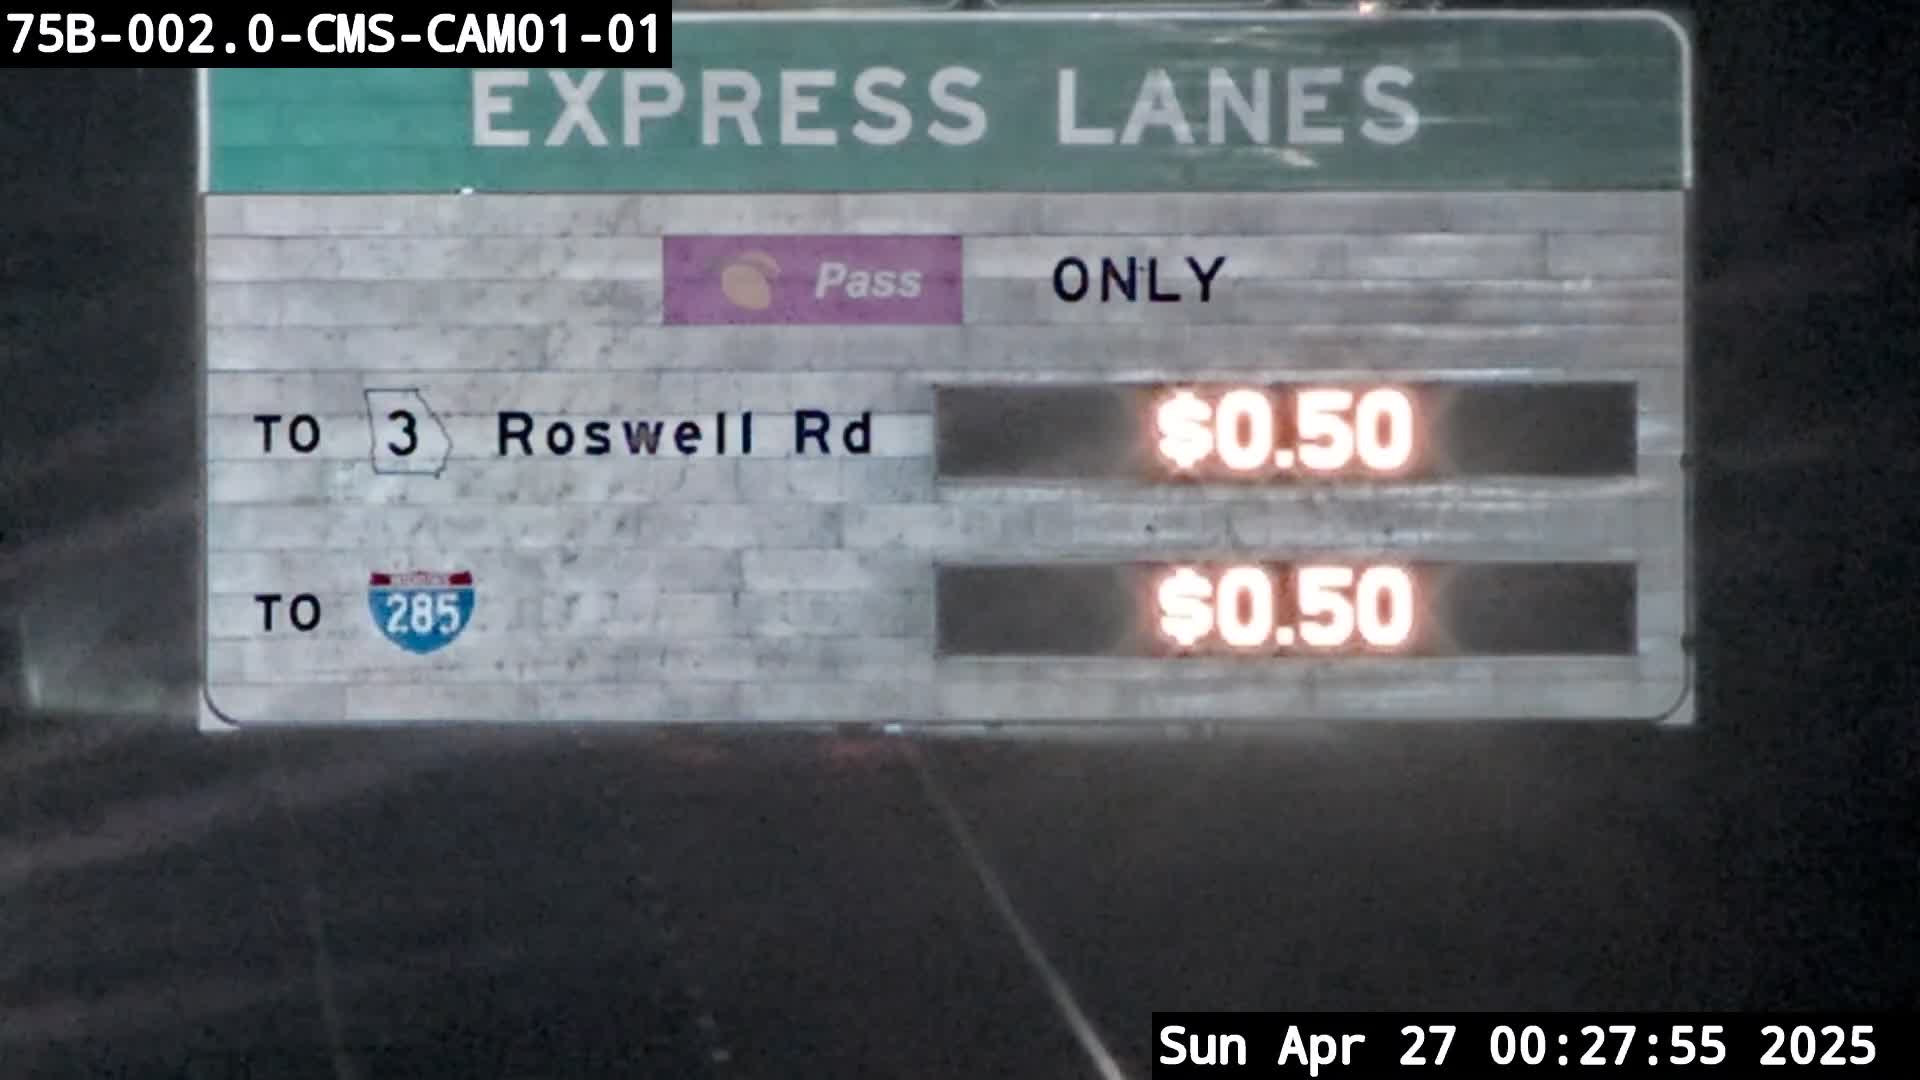 75B-002.0-CMS-CAM01-01
EXPRESS LANES
Pass ONLY
TO 3 Roswell Rd $0.50
TO 285 $0.50
Sun Apr 27 00:27:55 2025